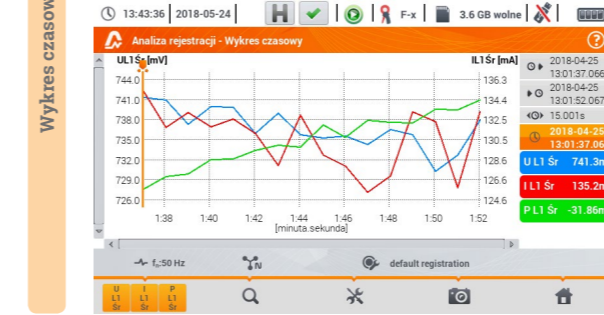 Wykres czasow
13:43:36 2018-05-24 H F-x 3.6 GB wolne
Analiza rejestracji - Wykres czasowy ?
UL1Śr [mV] IL1Śr [mA]
744.0
741.0
738.0
735.0
732.0
729.0
726.0
136.3
134.4
132.5
130.5
128.6
126.6
124.6
1:38 1:40 1:42 1:44 1:46 1:48 1:50 1:52
[minuta.sekunda]
2018-04-25
13:01:37.066
2018-04-25
13:01:52.067
15.001s
2018-04-25
13:01:37.06
U L1 Śr 741.3m
I L1 Śr 135.2m
P L1 Śr -31.86m
fₙ:50 Hz N default registration
U I P
L1 L1 L1
Śr Śr Śr